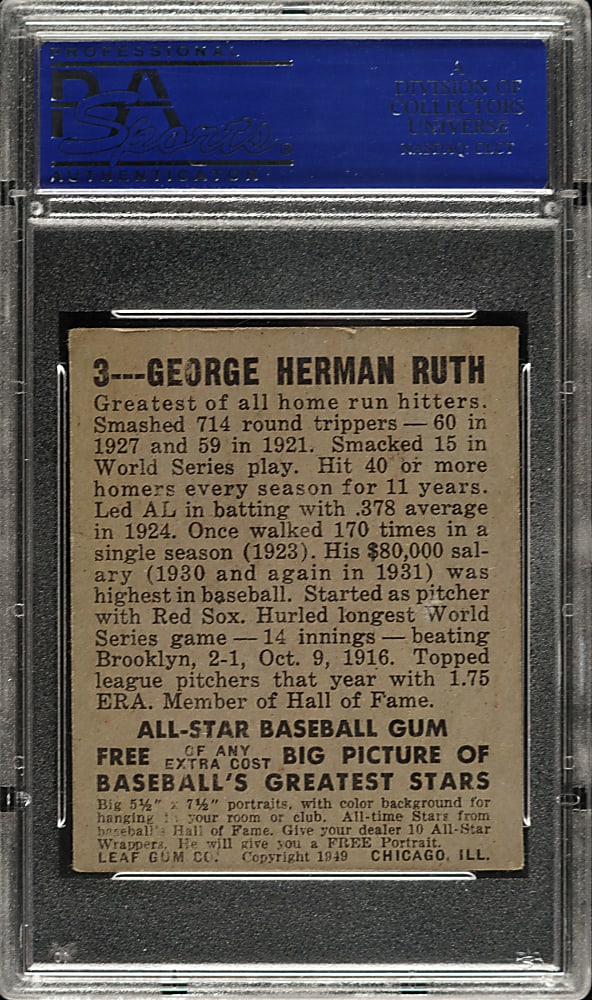 PROFESSIONAL
PSA
Sports
AUTHENTICATOR
A
DIVISION OF
COLLECTORS
UNIVERSE
NASDAQ: CLCT
3---GEORGE HERMAN RUTH
Greatest of all home run hitters.
Smashed 714 round trippers — 60 in
1927 and 59 in 1921. Smacked 15 in
World Series play. Hit 40 or more
homers every season for 11 years.
Led AL in batting with .378 average
in 1924. Once walked 170 times in a
single season (1923). His $80,000 sal-
ary (1930 and again in 1931) was
highest in baseball. Started as pitcher
with Red Sox. Hurled longest World
Series game — 14 innings — beating
Brooklyn, 2-1, Oct. 9, 1916. Topped
league pitchers that year with 1.75
ERA. Member of Hall of Fame.
ALL-STAR BASEBALL GUM
FREE OF ANY EXTRA COST BIG PICTURE OF
BASEBALL'S GREATEST STARS
Big 5½" x 7½" portraits, with color background for
hanging in your room or club. All-time Stars from
baseball's Hall of Fame. Give your dealer 10 All-Star
Wrappers. He will give you a FREE Portrait.
LEAF GUM CO. Copyright 1949 CHICAGO, ILL.